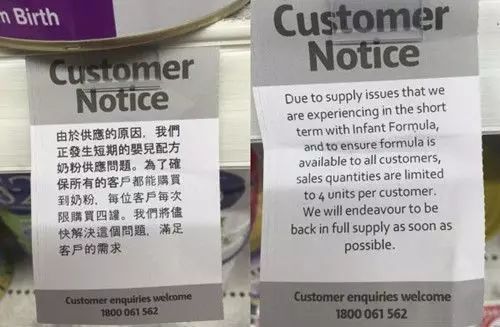 m Birth
Customer
Notice
由於供應的原因，我們
正發生短期的嬰兒配方
奶粉供應問題。為了確
保所有的客戶都能購買
到奶粉，每位客戶每次
限購買四罐。我們將儘
快解決這個問題，滿足
客戶的需求
Customer enquiries welcome
1800 061 562
Customer
Notice
Due to supply issues that we
are experiencing in the short
term with Infant Formula,
and to ensure formula is
available to all customers,
sales quantities are limited
to 4 units per customer.
We will endeavour to be
back in full supply as soon as
possible.
Customer enquiries welcome
1800 061 562